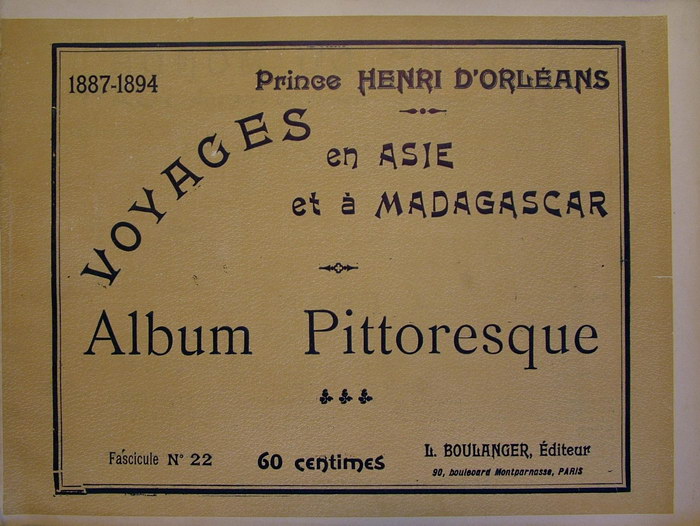 1887-1894
Prince HENRI D'ORLÉANS
VOYAGES
en ASIE
et à MADAGASCAR
Album Pittoresque
Fascicule N° 22
60 centimes
L. BOULANGER, Éditeur
90, boulevard Montparnasse, PARIS